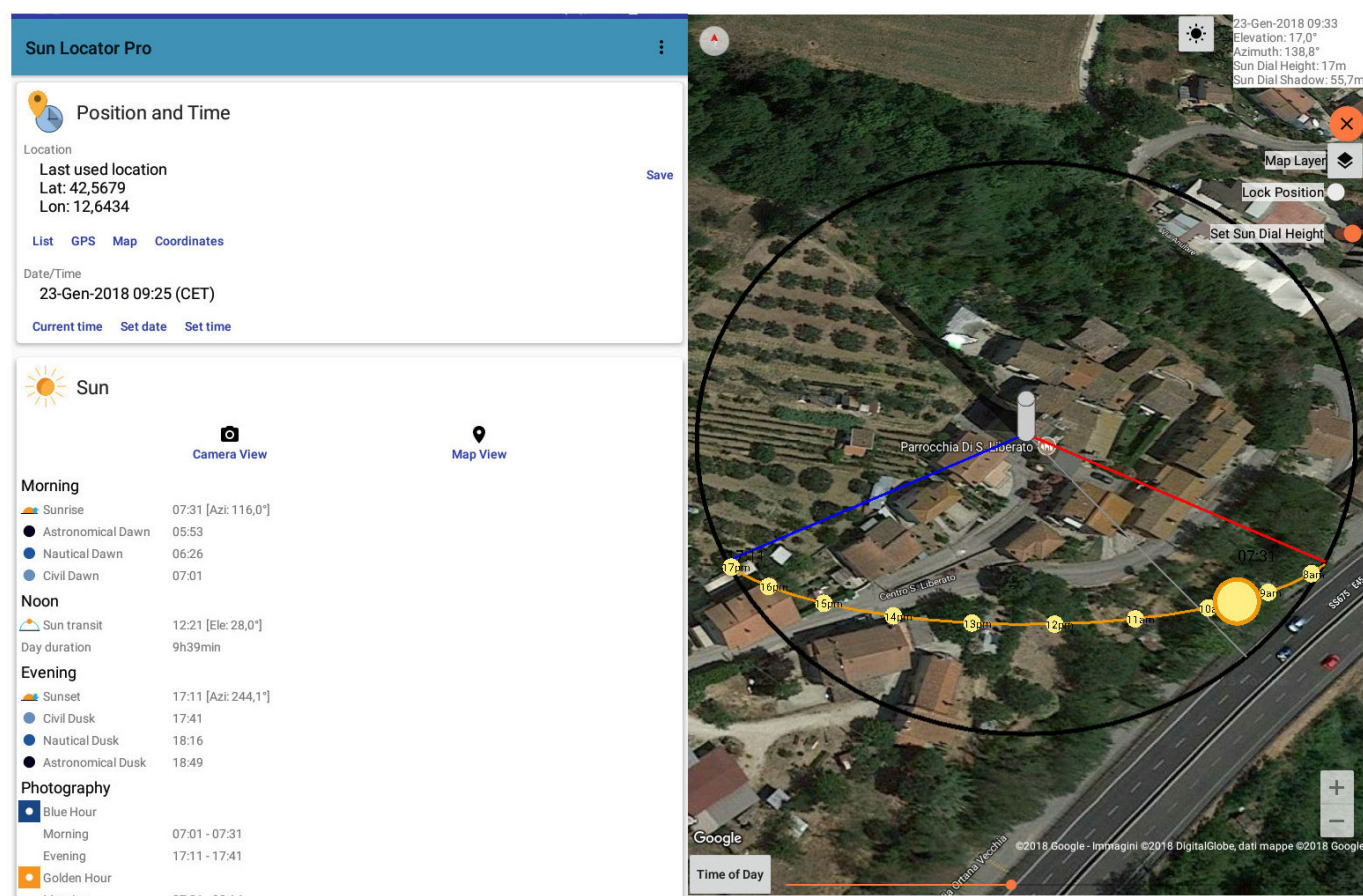 Sun Locator Pro
Position and Time
Location
Last used location
Lat: 42,5679
Lon: 12,6434
Save
List GPS Map Coordinates
Date/Time
23-Gen-2018 09:25 (CET)
Current time Set date Set time
Sun
Camera View Map View
Morning
Sunrise 07:31 [Azi: 116,0°]
Astronomical Dawn 05:53
Nautical Dawn 06:26
Civil Dawn 07:01
Noon
Sun transit 12:21 [Ele: 28,0°]
Day duration 9h39min
Evening
Sunset 17:11 [Azi: 244,1°]
Civil Dusk 17:41
Nautical Dusk 18:16
Astronomical Dusk 18:49
Photography
Blue Hour
Morning 07:01 - 07:31
Evening 17:11 - 17:41
Golden Hour
23-Gen-2018 09:33
Elevation: 17,0°
Azimuth: 138,8°
Sun Dial Height: 17m
Sun Dial Shadow: 55,7m
Map Layer
Lock Position
Set Sun Dial Height
Parrocchia Di S. Liberato
17:11
07:31
17pm
16pm
15pm
14pm
13pm
12pm
11am
10a
9am
8am
Centro S. Liberato
SS675 E45
Via Ortana Vecchia
Google
©2018 Google - Immagini ©2018 DigitalGlobe, dati mappe ©2018 Google
Time of Day